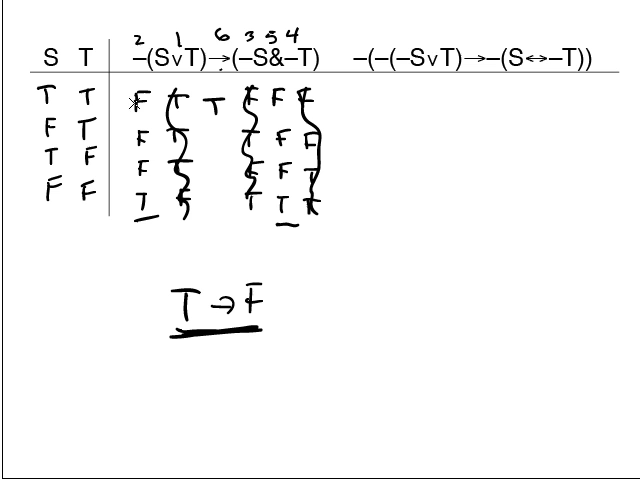 2 1 6 3 5 4
S T –(SvT)→(–S&–T) –(–(–SvT)→–(S↔–T))
T T F T T F F F
F T F T T F F
T F F T F F T
F F T F T T T
T → F